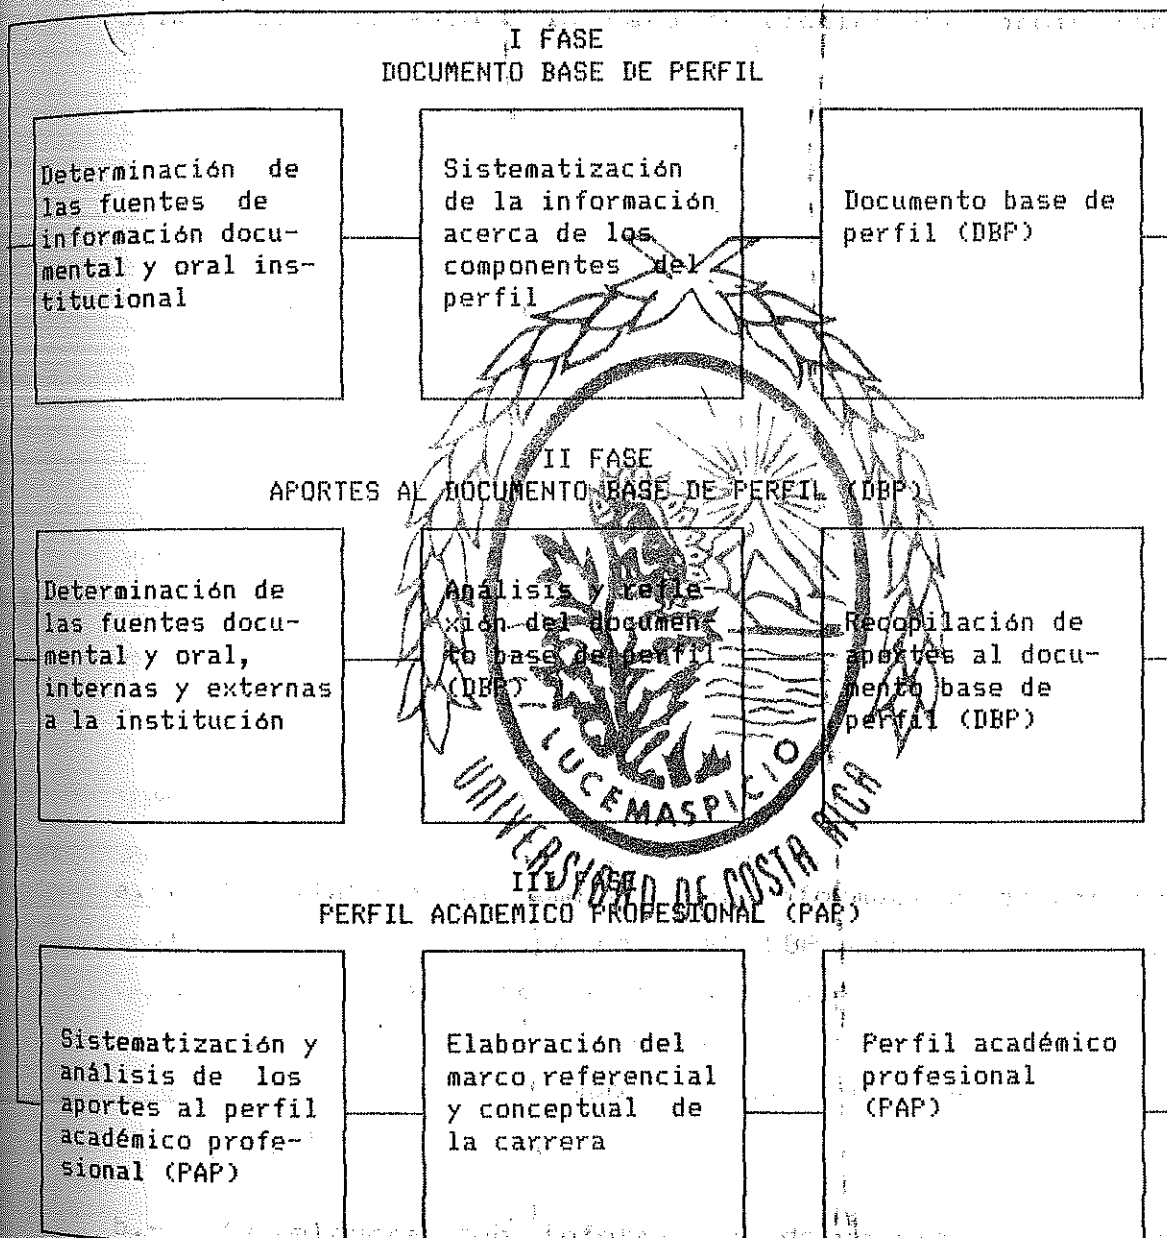 I FASE
DOCUMENTO BASE DE PERFIL
Determinación de
las fuentes de
información docu-
mental y oral ins-
titucional
Sistematización
de la información
acerca de los
componentes del
perfil
Documento base de
perfil (DBP)
II FASE
APORTES AL DOCUMENTO BASE DE PERFIL (DBP)
Determinación de
las fuentes docu-
mental y oral,
internas y externas
a la institución
Análisis y refle-
xión del documen-
to base de perfil
(DBP)
Recopilación de
aportes al docu-
mento base de
perfil (DBP)
LUCEM ASPICIO
UNIVERSIDAD DE COSTA RICA
III FASE
PERFIL ACADEMICO PROFESIONAL (PAP)
Sistematización y
análisis de los
aportes al perfil
académico profe-
sional (PAP)
Elaboración del
marco referencial
y conceptual de
la carrera
Perfil académico
profesional
(PAP)